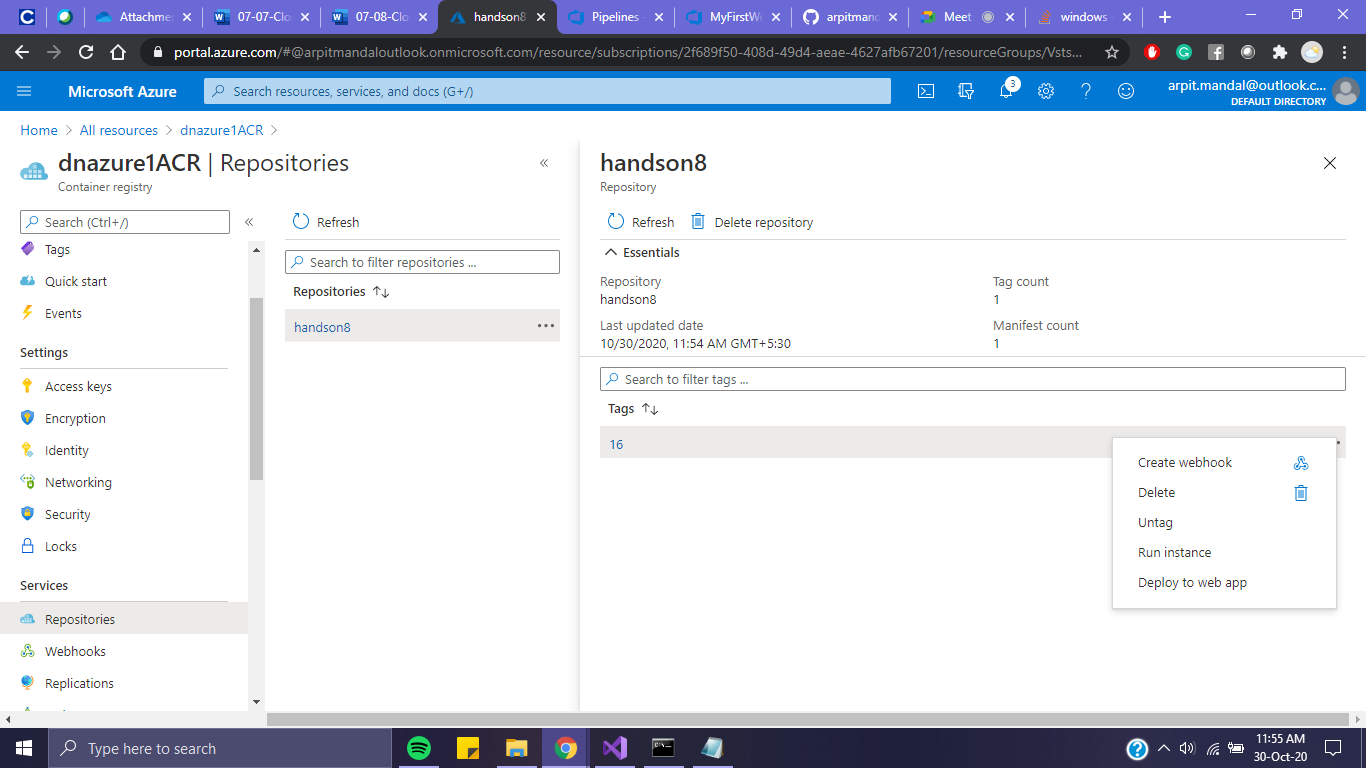 Attachmen
07-07-Clo
07-08-Clo
handson8
Pipelines -
MyFirstWe
arpitmand
Meet
windows -
portal.azure.com/#@arpitmandaloutlook.onmicrosoft.com/resource/subscriptions/2f689f50-408d-49d4-aeae-4627afb67201/resourceGroups/Vsts...
Microsoft Azure
Search resources, services, and docs (G+/)
3
arpit.mandal@outlook.c...
DEFAULT DIRECTORY
Home > All resources > dnazure1ACR >
dnazure1ACR | Repositories
Container registry
Search (Ctrl+/)
Tags
Quick start
Events
Settings
Access keys
Encryption
Identity
Networking
Security
Locks
Services
Repositories
Webhooks
Replications
Refresh
Search to filter repositories ...
Repositories
handson8
handson8
Repository
Refresh
Delete repository
Essentials
Repository
handson8
Tag count
1
Last updated date
10/30/2020, 11:54 AM GMT+5:30
Manifest count
1
Search to filter tags ...
Tags
16
Create webhook
Delete
Untag
Run instance
Deploy to web app
Type here to search
11:55 AM
30-Oct-20